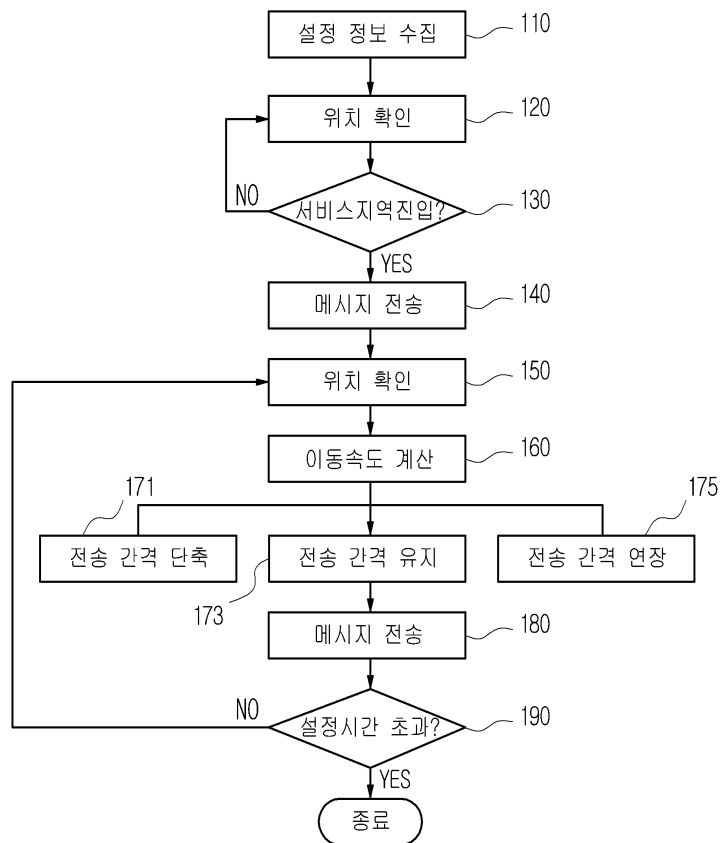 설정 정보 수집
110
위치 확인
120
NO
서비스지역진입?
130
YES
메시지 전송
140
위치 확인
150
이동속도 계산
160
171
175
전송 간격 단축
전송 간격 유지
전송 간격 연장
173
메시지 전송
180
NO
설정시간 초과?
190
YES
종료